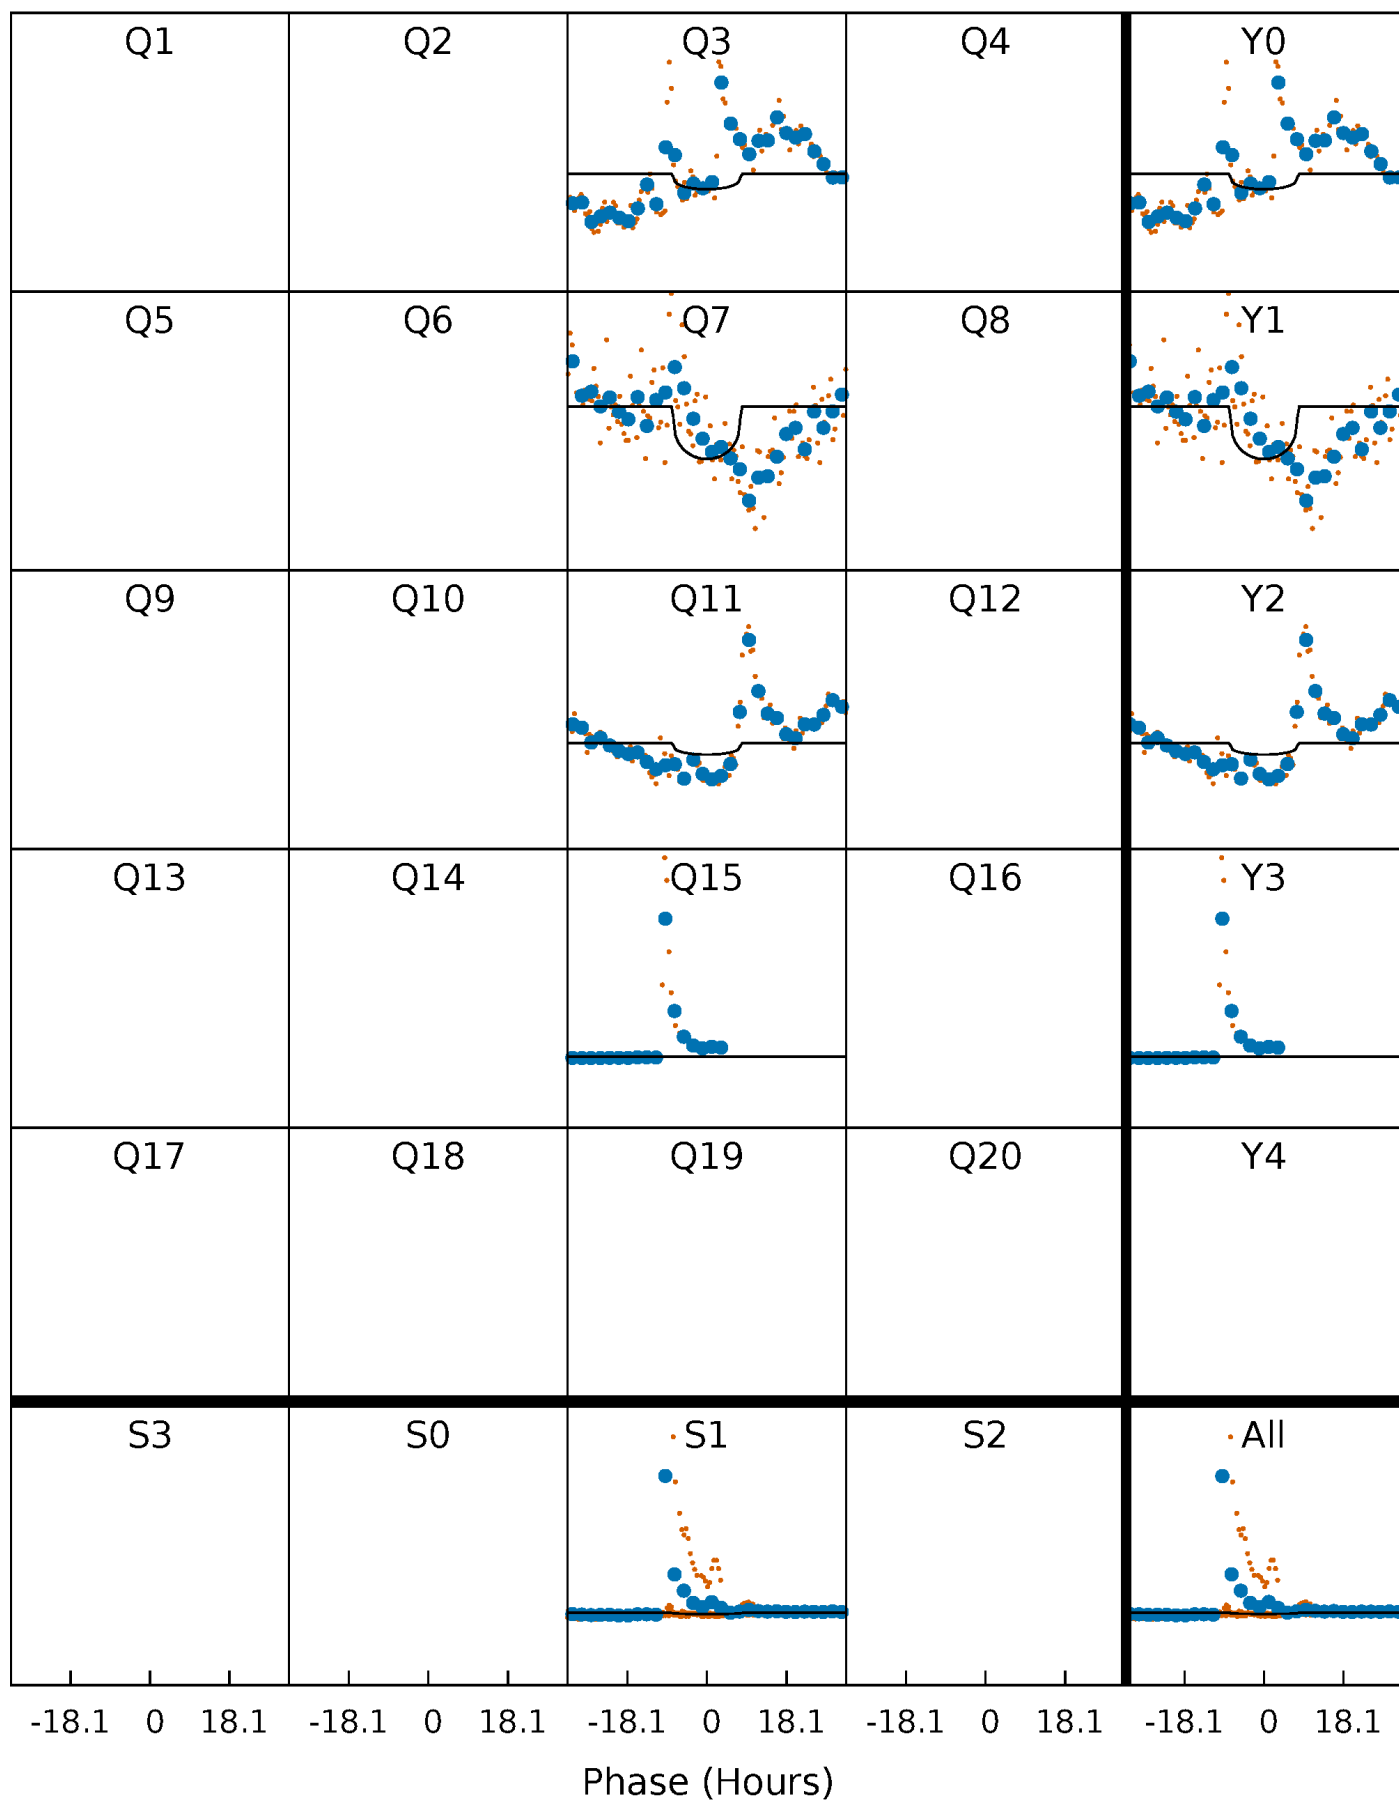 Q1 Q2 Q3 Q4 Y0
Q5 Q6 Q7 Q8 Y1
Q9 Q10 Q11 Q12 Y2
Q13 Q14 Q15 Q16 Y3
Q17 Q18 Q19 Q20 Y4
S3 S0 S1 S2 All
-18.1 0 18.1 -18.1 0 18.1 -18.1 0 18.1 -18.1 0 18.1 -18.1 0 18.1
Phase (Hours)